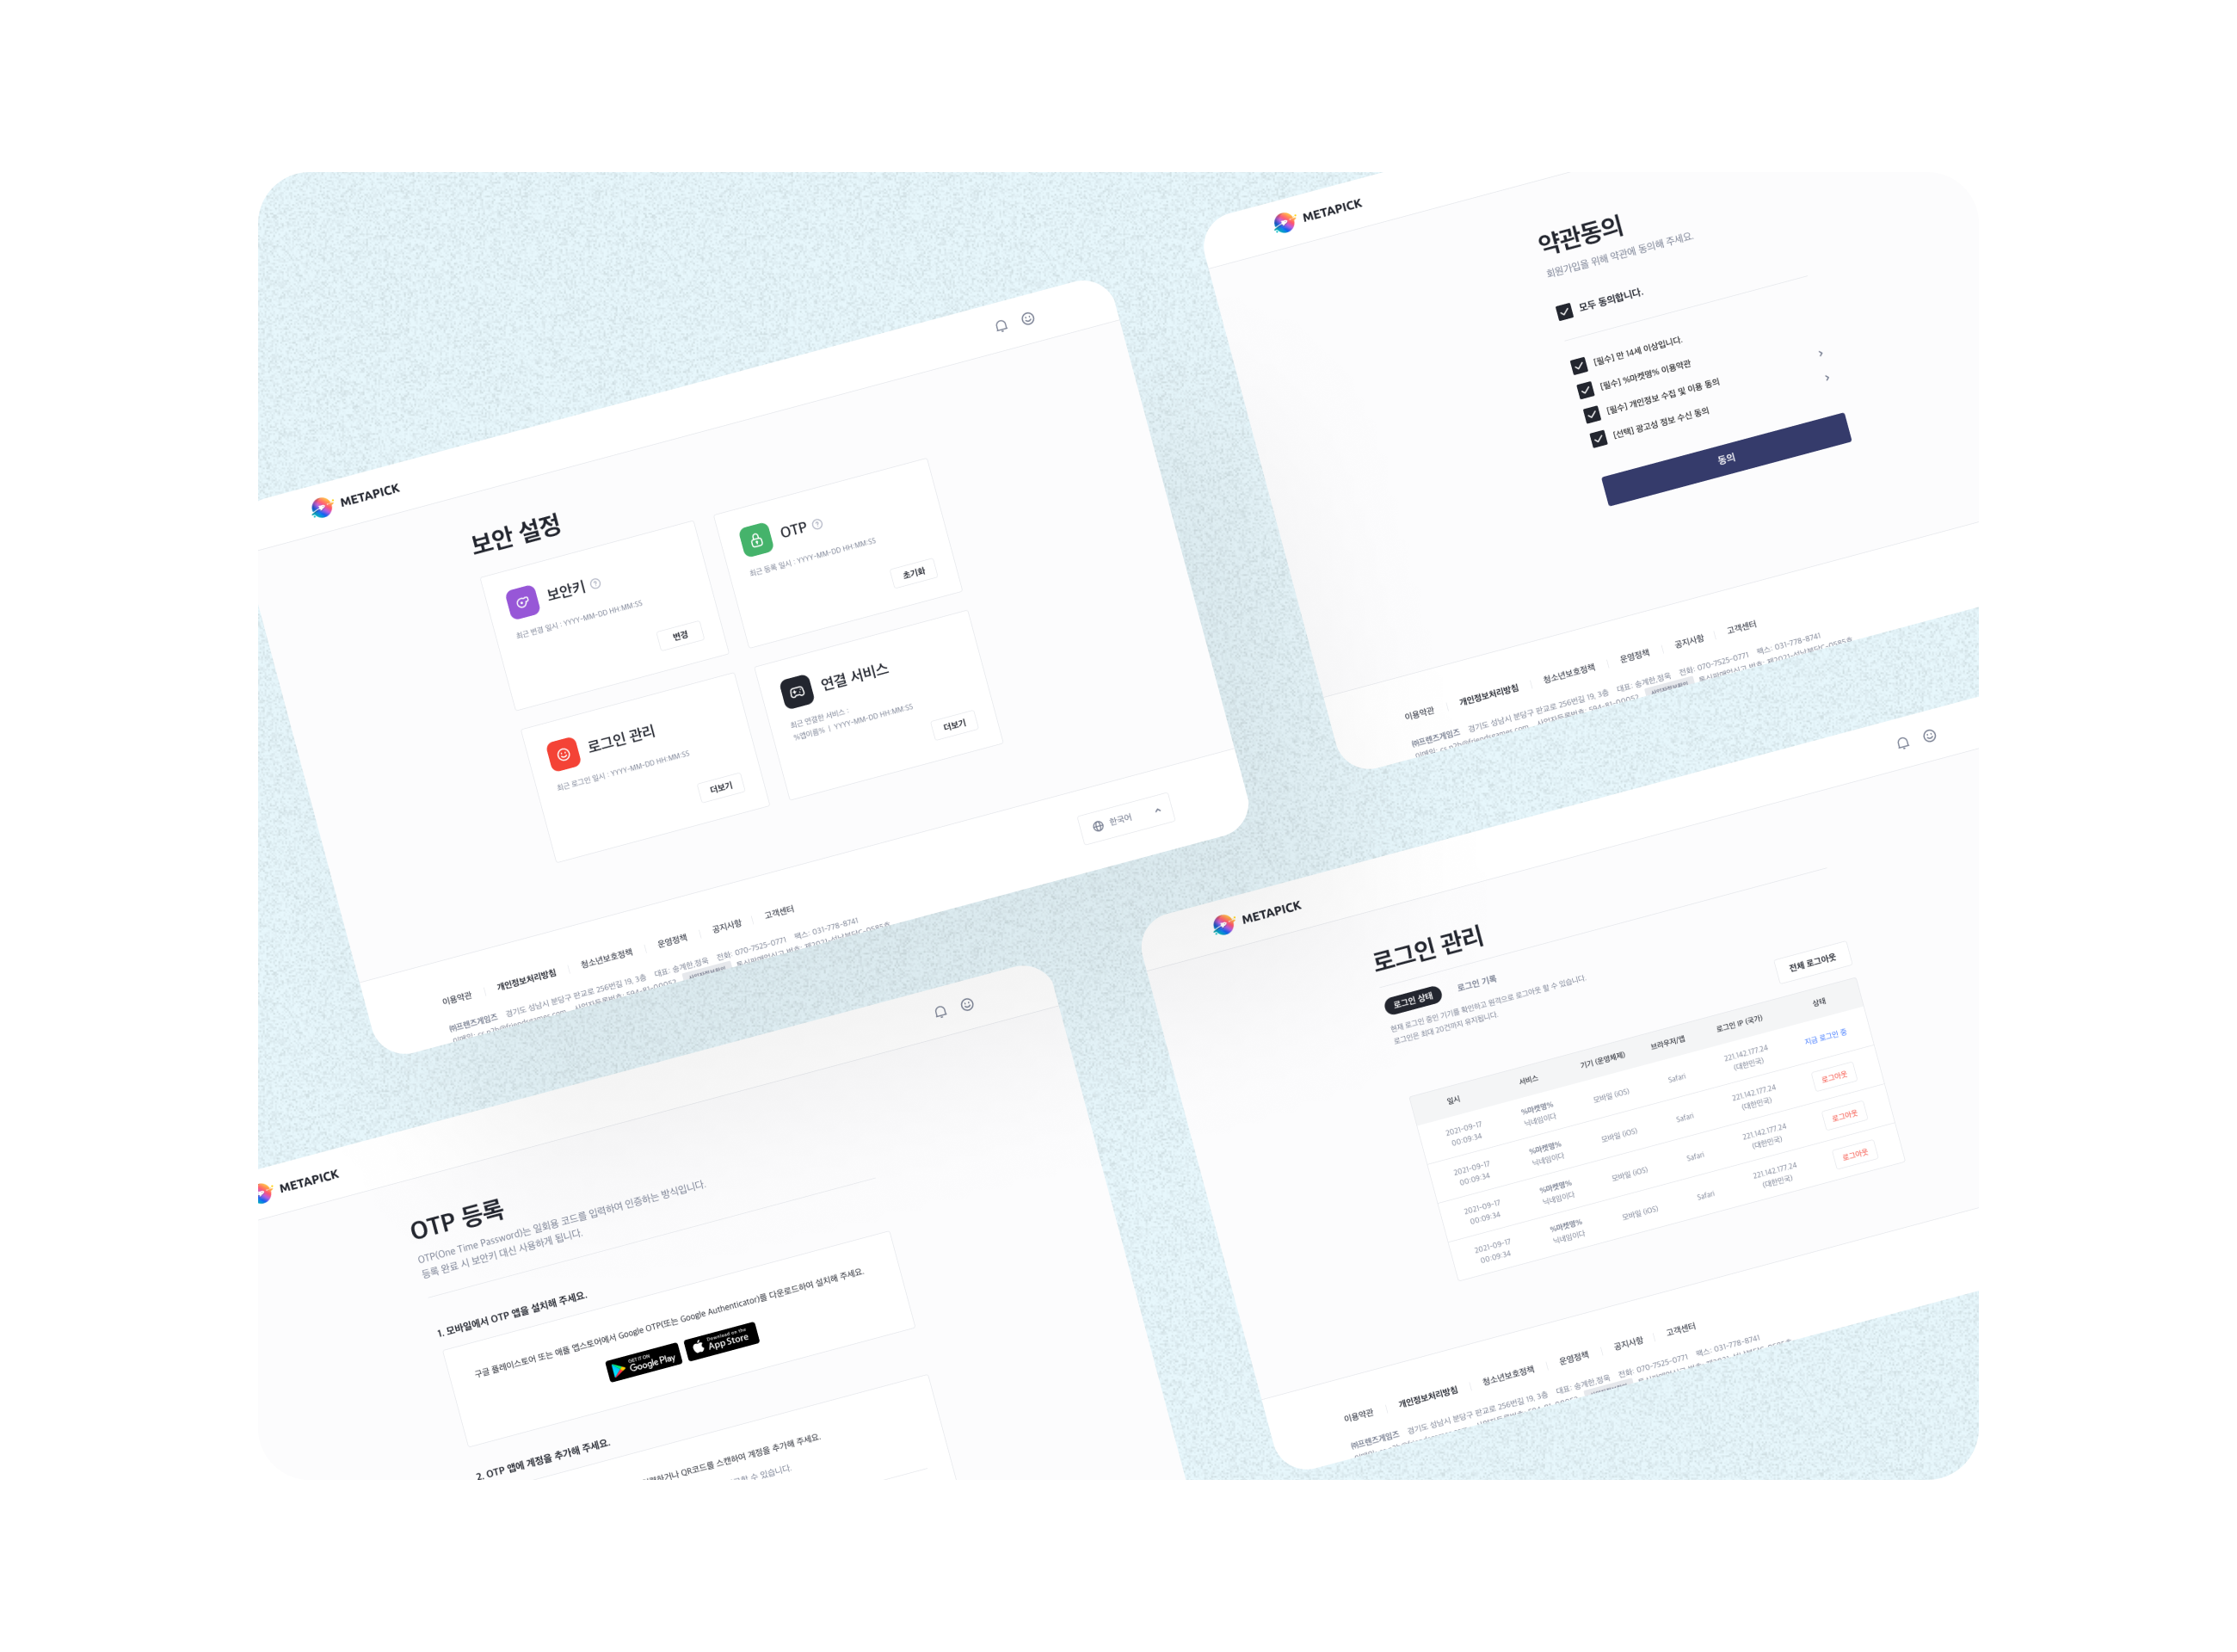 METAPICK
보안 설정
보안키
최근 변경 일시 : YYYY-MM-DD HH:MM:SS
변경
OTP
최근 등록 일시 : YYYY-MM-DD HH:MM:SS
초기화
로그인 관리
최근 로그인 일시 : YYYY-MM-DD HH:MM:SS
더보기
연결 서비스
최근 연결한 서비스 :
%앱이름% | YYYY-MM-DD HH:MM:SS
더보기
한국어
이용약관 개인정보처리방침 청소년보호정책 운영정책 공지사항 고객센터
㈜프렌즈게임즈 경기도 성남시 분당구 판교로 256번길 19, 3층 대표: 송계한,정욱 전화: 070-7525-0771 팩스: 031-778-8741
METAPICK
약관동의
회원가입을 위해 약관에 동의해 주세요.
모두 동의합니다.
[필수] 만 14세 이상입니다.
[필수] %마켓명% 이용약관
[필수] 개인정보 수집 및 이용 동의
[선택] 광고성 정보 수신 동의
동의
이용약관 개인정보처리방침 청소년보호정책 운영정책 공지사항 고객센터
㈜프렌즈게임즈 경기도 성남시 분당구 판교로 256번길 19, 3층 대표: 송계한,정욱 전화: 070-7525-0771 팩스: 031-778-8741
METAPICK
OTP 등록
OTP(One Time Password)는 일회용 코드를 입력하여 인증하는 방식입니다.
등록 완료 시 보안키 대신 사용하게 됩니다.
1. 모바일에서 OTP 앱을 설치해 주세요.
구글 플레이스토어 또는 애플 앱스토어에서 Google OTP(또는 Google Authenticator)를 다운로드하여 설치해 주세요.
GET IT ON
Google Play
Download on the
App Store
2. OTP 앱에 계정을 추가해 주세요.
QR코드를 스캔하여 계정을 추가해 주세요.
수 있습니다.
METAPICK
로그인 관리
로그인 상태 로그인 기록
현재 로그인 중인 기기를 확인하고 원격으로 로그아웃 할 수 있습니다.
로그인은 최대 20건까지 유지됩니다.
전체 로그아웃
일시 서비스 기기 (운영체제) 브라우저/앱 로그인 IP (국가) 상태
2021-09-17 00:09:34 %마켓명% 닉네임이다 모바일 (iOS) Safari 221.142.177.24 (대한민국) 지금 로그인 중
2021-09-17 00:09:34 %마켓명% 닉네임이다 모바일 (iOS) Safari 221.142.177.24 (대한민국) 로그아웃
2021-09-17 00:09:34 %마켓명% 닉네임이다 모바일 (iOS) Safari 221.142.177.24 (대한민국) 로그아웃
2021-09-17 00:09:34 %마켓명% 닉네임이다 모바일 (iOS) Safari 221.142.177.24 (대한민국) 로그아웃
이용약관 개인정보처리방침 청소년보호정책 운영정책 공지사항 고객센터
㈜프렌즈게임즈 경기도 성남시 분당구 판교로 256번길 19, 3층 대표: 송계한,정욱 전화: 070-7525-0771 팩스: 031-778-8741